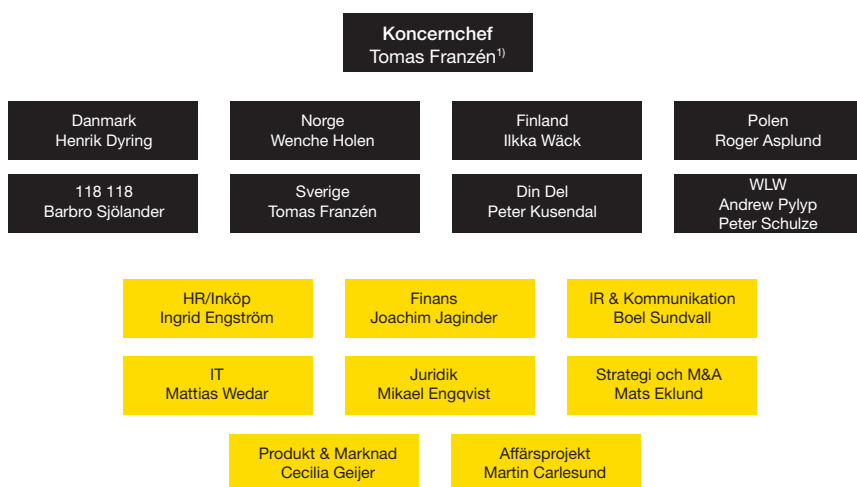 Koncernchef
Tomas Franzén1)
Danmark
Henrik Dyring
Norge
Wenche Holen
Finland
Ilkka Wäck
Polen
Roger Asplund
118 118
Barbro Sjölander
Sverige
Tomas Franzén
Din Del
Peter Kusendal
WLW
Andrew Pylyp
Peter Schulze
HR/Inköp
Ingrid Engström
Finans
Joachim Jaginder
IR & Kommunikation
Boel Sundvall
IT
Mattias Wedar
Juridik
Mikael Engqvist
Strategi och M&A
Mats Eklund
Produkt & Marknad
Cecilia Geijer
Affärsprojekt
Martin Carlesund